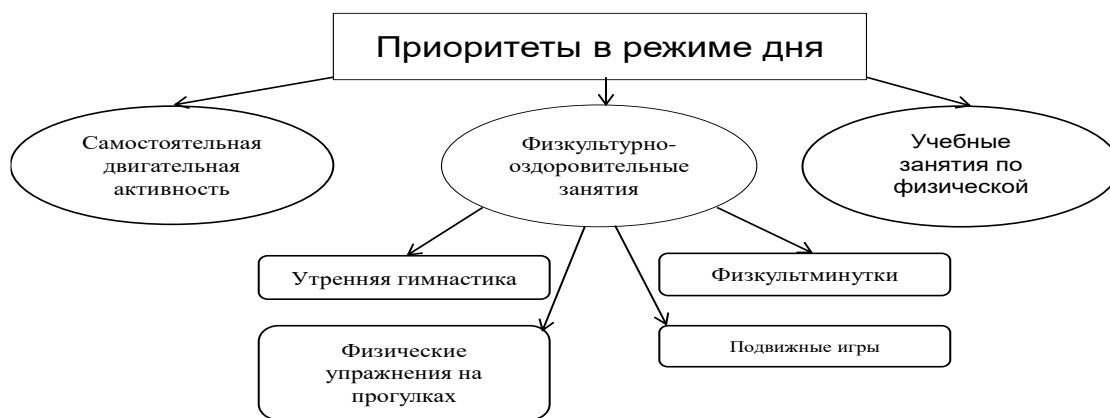 Приоритеты в режиме дня
Самостоятельная
двигательная
активность
Физкультурно-
оздоровительные
занятия
Учебные
занятия по
физической
Утренняя гимнастика
Физкультминутки
Физические
упражнения на
прогулках
Подвижные игры